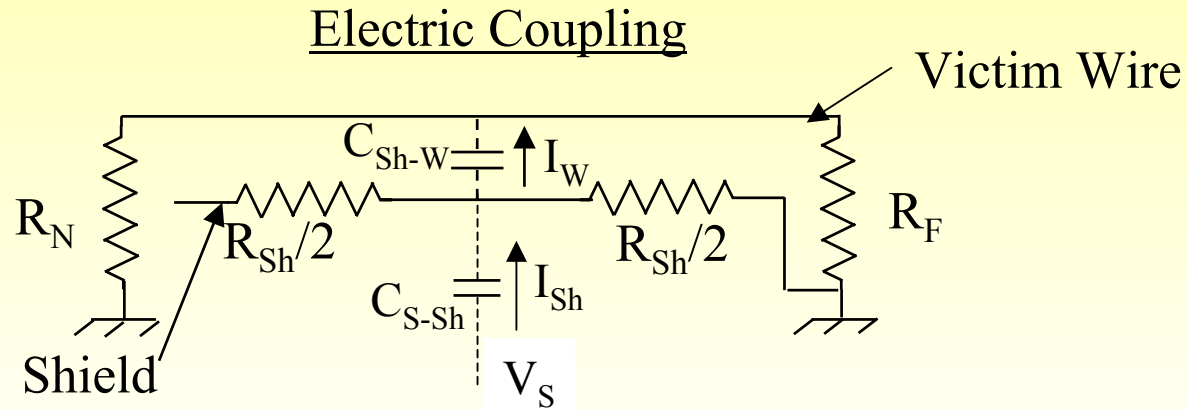 Electric Coupling
Victim Wire
C_Sh-W
I_W
R_N
R_Sh/2
R_Sh/2
R_F
C_S-Sh
I_Sh
Shield
V_S